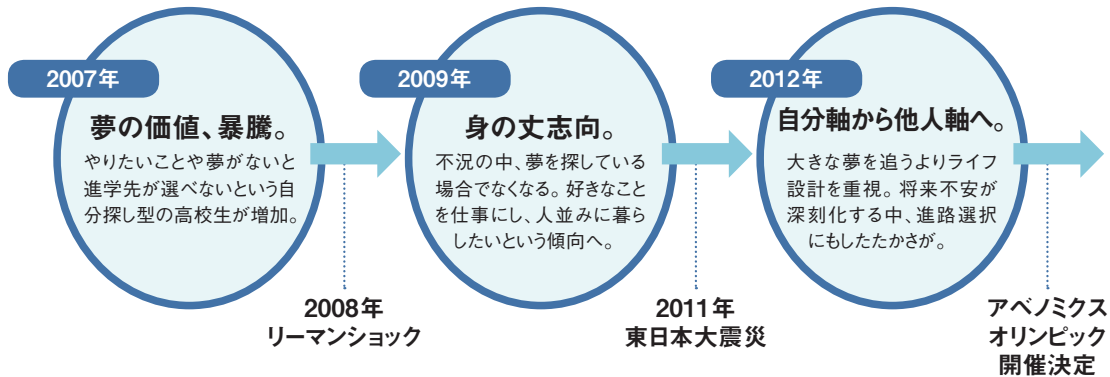 2007年
夢の価値、暴騰。
やりたいことや夢がないと
進学先が選べないという自
分探し型の高校生が増加。
2008年
リーマンショック
2009年
身の丈志向。
不況の中、夢を探している
場合でなくなる。好きなこと
を仕事にし、人並みに暮ら
したいという傾向へ。
2011年
東日本大震災
2012年
自分軸から他人軸へ。
大きな夢を追うよりライフ
設計を重視。将来不安が
深刻化する中、進路選択
にもしたたかさが。
アベノミクス
オリンピック
開催決定